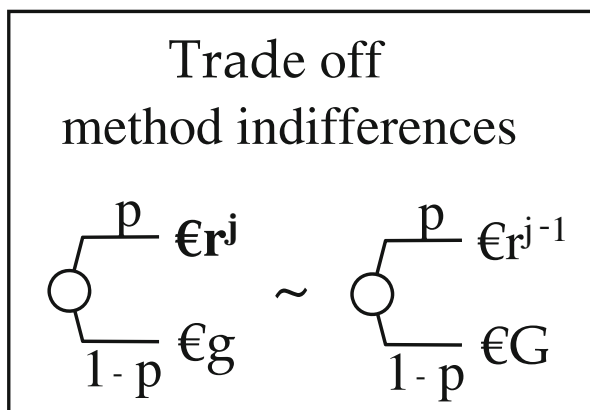 Trade off
method indifferences
p €r^j p €r^{j-1}
~
1 - p €g 1 - p €G